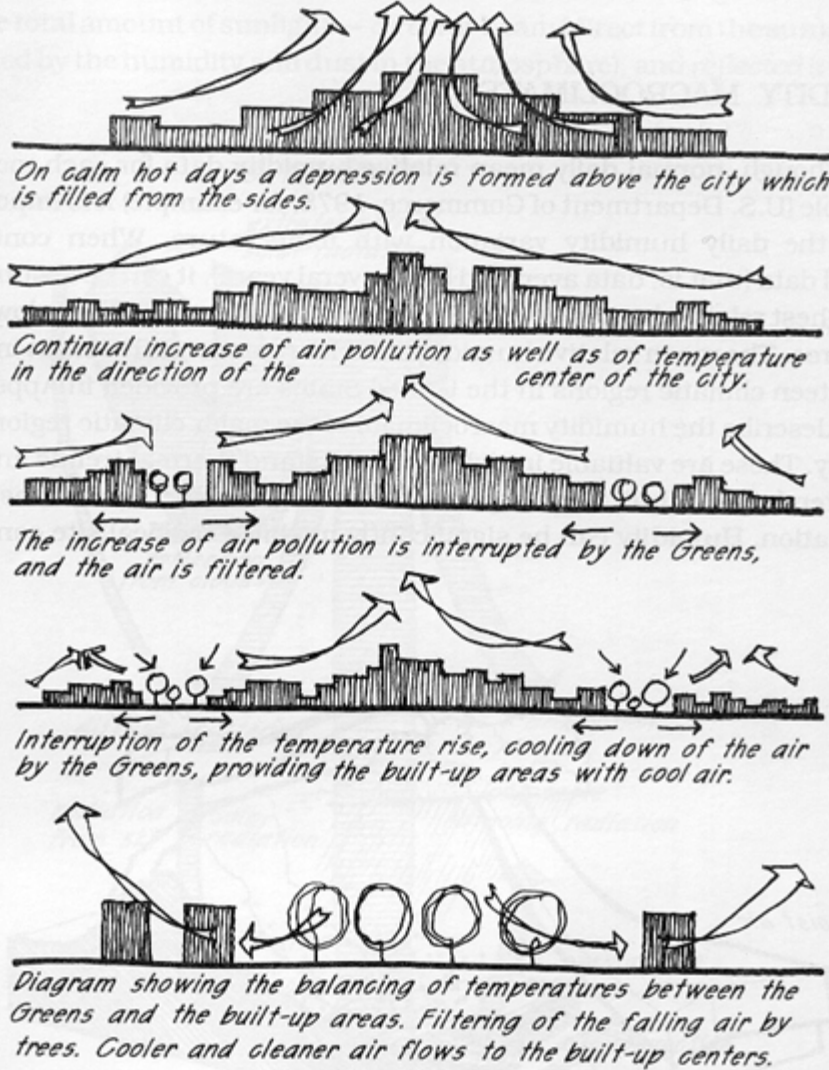 On calm hot days a depression is formed above the city which
is filled from the sides.
Continual increase of air pollution as well as of temperature
in the direction of the center of the city.
The increase of air pollution is interrupted by the Greens,
and the air is filtered.
Interruption of the temperature rise, cooling down of the air
by the Greens, providing the built-up areas with cool air.
Diagram showing the balancing of temperatures between the
Greens and the built-up areas. Filtering of the falling air by
trees. Cooler and cleaner air flows to the built-up centers.